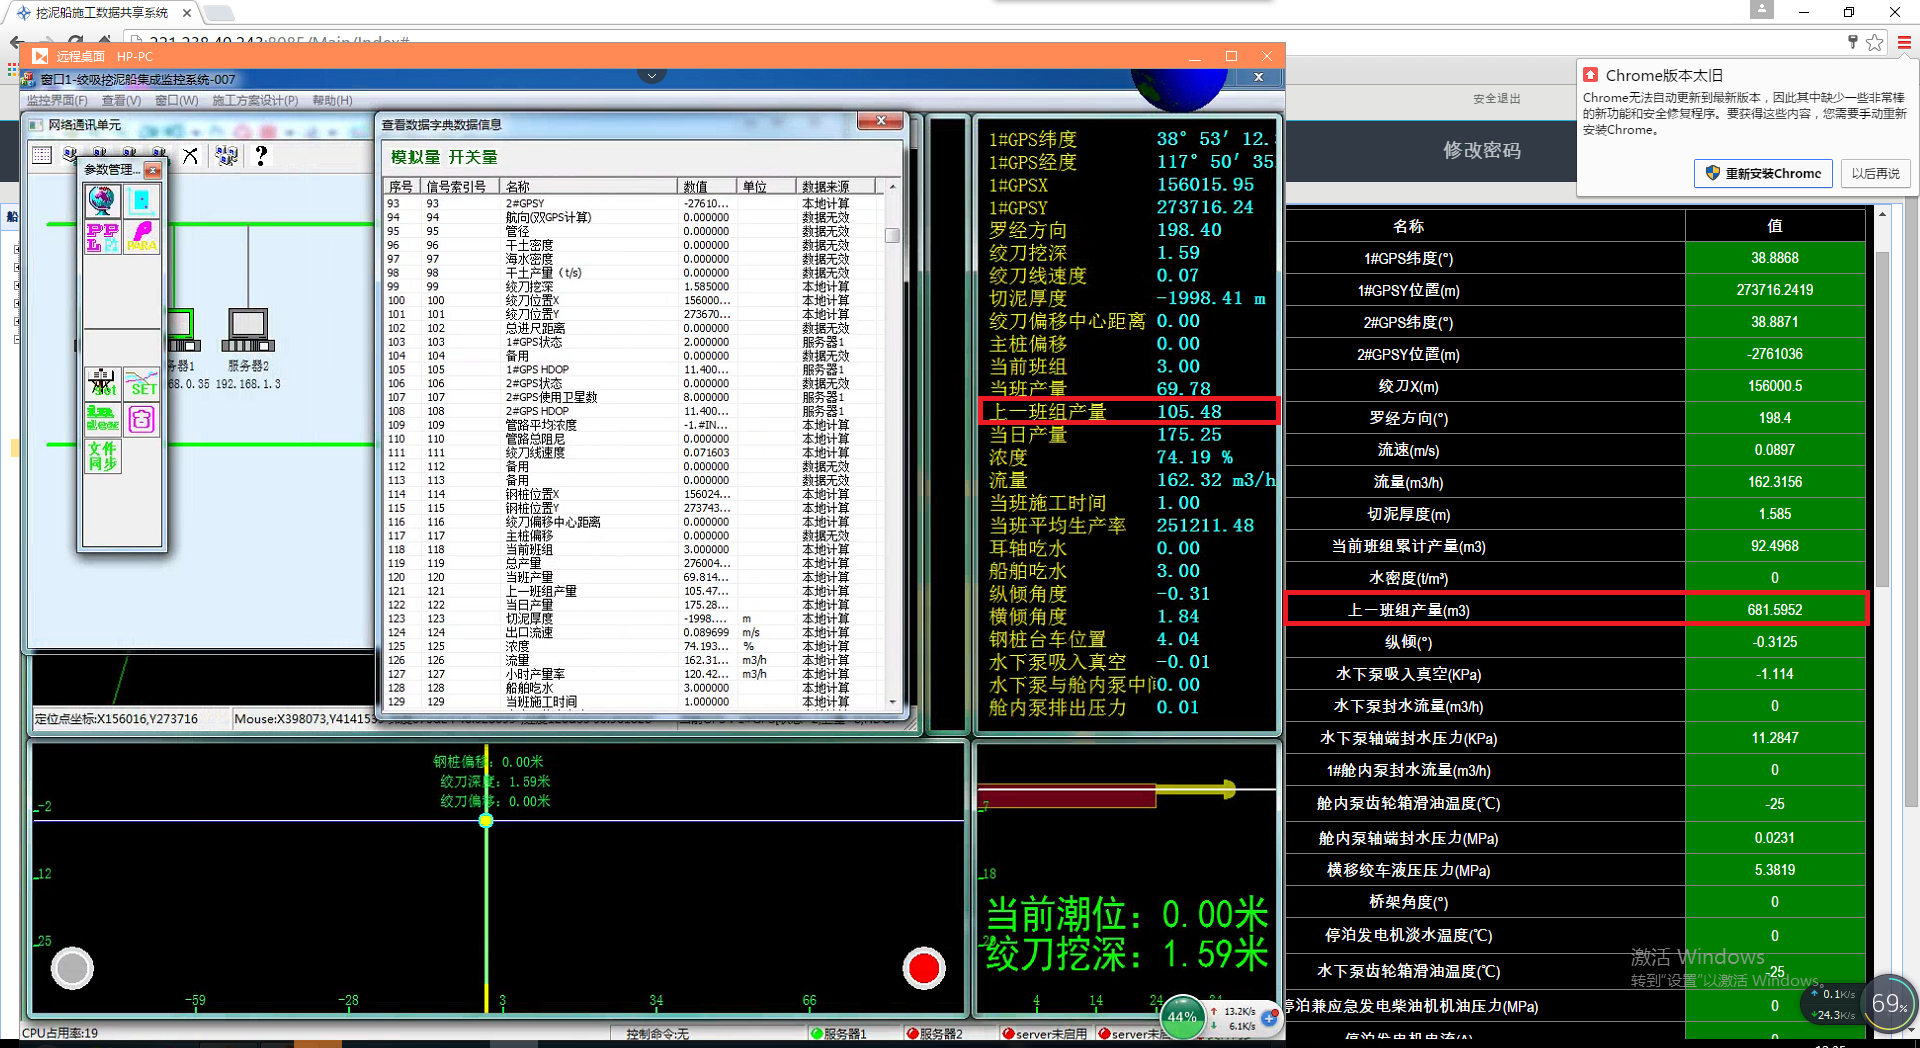 挖泥船施工数据共享系统
远程桌面 HP-PC
窗口1-绞吸挖泥船集成监控系统-007
监控界面(F) 查看(V) 窗口(W) 施工方案设计(P) 帮助(H)
网络通讯单元
参数管理...
服务器2
192.168.1.3
文件
同步
查看数据字典数据信息
模拟量 开关量
序号 信号索引号 名称 数值 单位 数据来源
93 93 2#GPSY -27610... 本地计算
94 94 航向(双GPS计算) 0.000000 数据无效
95 95 管径 0.000000 数据无效
96 96 干土密度 0.000000 数据无效
97 97 海水密度 0.000000 数据无效
98 98 干土产量（t/s) 0.000000 数据无效
99 99 绞刀挖深 1.585000 本地计算
100 100 绞刀位置X 156000... 本地计算
101 101 绞刀位置Y 273670... 本地计算
102 102 总进尺距离 0.000000 数据无效
103 103 1#GPS状态 2.000000 服务器1
104 104 备用 0.000000 数据无效
105 105 1#GPS HDOP 11.400... 服务器1
106 106 2#GPS状态 0.000000 数据无效
107 107 2#GPS使用卫星数 8.000000 服务器1
108 108 2#GPS HDOP 11.400... 服务器1
109 109 管路平均浓度 -1.#IN... 本地计算
110 110 管路总阻尼 0.000000 数据无效
111 111 绞刀线速度 0.071603 本地计算
112 112 备用 0.000000 数据无效
113 113 备用 0.000000 数据无效
114 114 钢桩位置X 156024... 本地计算
115 115 钢桩位置Y 273743... 本地计算
116 116 绞刀偏移中心距离 0.000000 本地计算
117 117 主桩偏移 0.000000 数据无效
118 118 当前班组 3.000000 本地计算
119 119 总产量 276004... 本地计算
120 120 当班产量 69.814... 本地计算
121 121 上一班组产量 105.47... 本地计算
122 122 当日产量 175.28... 本地计算
123 123 切泥厚度 -1998.... m 本地计算
124 124 出口流速 0.089699 m/s 本地计算
125 125 浓度 74.193... % 本地计算
126 126 流量 162.31... m3/h 本地计算
127 127 小时产量率 120.42... m3/h 本地计算
128 128 船舶吃水 3.000000 本地计算
129 129 当班施工时间 1.000000 本地计算
定位点坐标:X156016,Y273716 Mouse:X398073,Y41415
1#GPS纬度 38° 53′ 12.
1#GPS经度 117° 50′ 35
1#GPSX 156015.95
1#GPSY 273716.24
罗经方向 198.40
绞刀挖深 1.59
绞刀线速度 0.07
切泥厚度 -1998.41 m
绞刀偏移中心距离 0.00
主桩偏移 0.00
当前班组 3.00
当班产量 69.78
上一班组产量 105.48
当日产量 175.25
浓度 74.19 %
流量 162.32 m3/h
当班施工时间 1.00
当班平均生产率 251211.48
耳轴吃水 0.00
船舶吃水 3.00
纵倾角度 -0.31
横倾角度 1.84
钢桩台车位置 4.04
水下泵吸入真空 -0.01
水下泵与舱内泵中 0.00
舱内泵排出压力 0.01
钢桩偏移：0.00米
绞刀深度：1.59米
绞刀偏移：0.00米
-2
-12
-25
-59 -28 3 34 66
-7
-18
当前潮位：0.00米
绞刀挖深：1.59米
4 14 24
CPU占用率:19 控制命令:无 服务器1 服务器2 server未启用 server未启
44% 13.2K/s
6.1K/s
安全退出
修改密码
Chrome版本太旧
Chrome无法自动更新到最新版本，因此其中缺少一些非常棒
的新功能和安全修复程序。要获得这些内容，您需要手动重新
安装Chrome。
重新安装Chrome 以后再说
名称 值
1#GPS纬度(°) 38.8868
1#GPSY位置(m) 273716.2419
2#GPS纬度(°) 38.8871
2#GPSY位置(m) -2761036
绞刀X(m) 156000.5
罗经方向(°) 198.4
流速(m/s) 0.0897
流量(m3/h) 162.3156
切泥厚度(m) 1.585
当前班组累计产量(m3) 92.4968
水密度(t/m³) 0
上一班组产量(m3) 681.5952
纵倾(°) -0.3125
水下泵吸入真空(KPa) -1.114
水下泵封水流量(m3/h) 0
水下泵轴端封水压力(KPa) 11.2847
1#舱内泵封水流量(m3/h) 0
舱内泵齿轮箱滑油温度(℃) -25
舱内泵轴端封水压力(MPa) 0.0231
横移绞车液压压力(MPa) 5.3819
桥架角度(°) 0
停泊发电机淡水温度(℃) 0
水下泵齿轮箱滑油温度(℃) -25
停泊兼应急发电柴油机机油压力(MPa) 0
激活 Windows
转到"设置"以激活 Windows。
0.1K/s
24.3K/s
69%